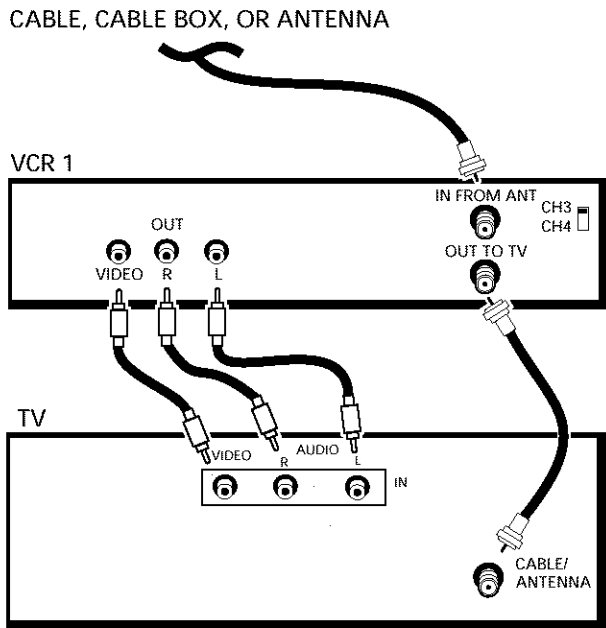 CABLE, CABLE BOX, OR ANTENNA
VCR 1
IN FROM ANT
CH3
CH4
OUT
OUT TO TV
VIDEO R L
TV
VIDEO R AUDIO L
IN
CABLE/
ANTENNA